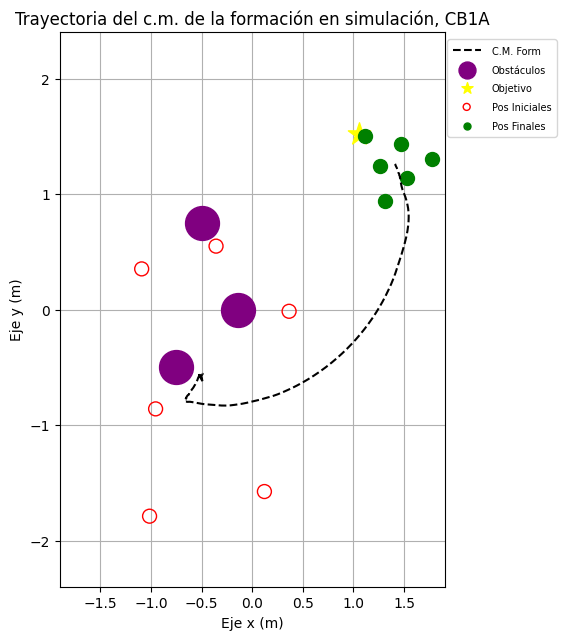 Trayectoria del c.m. de la formación en simulación, CB1A
C.M. Form
Obstáculos
Objetivo
Pos Iniciales
Pos Finales
Eje y (m)
2
1
0
−1
−2
−1.5
−1.0
−0.5
0.0
0.5
1.0
1.5
Eje x (m)